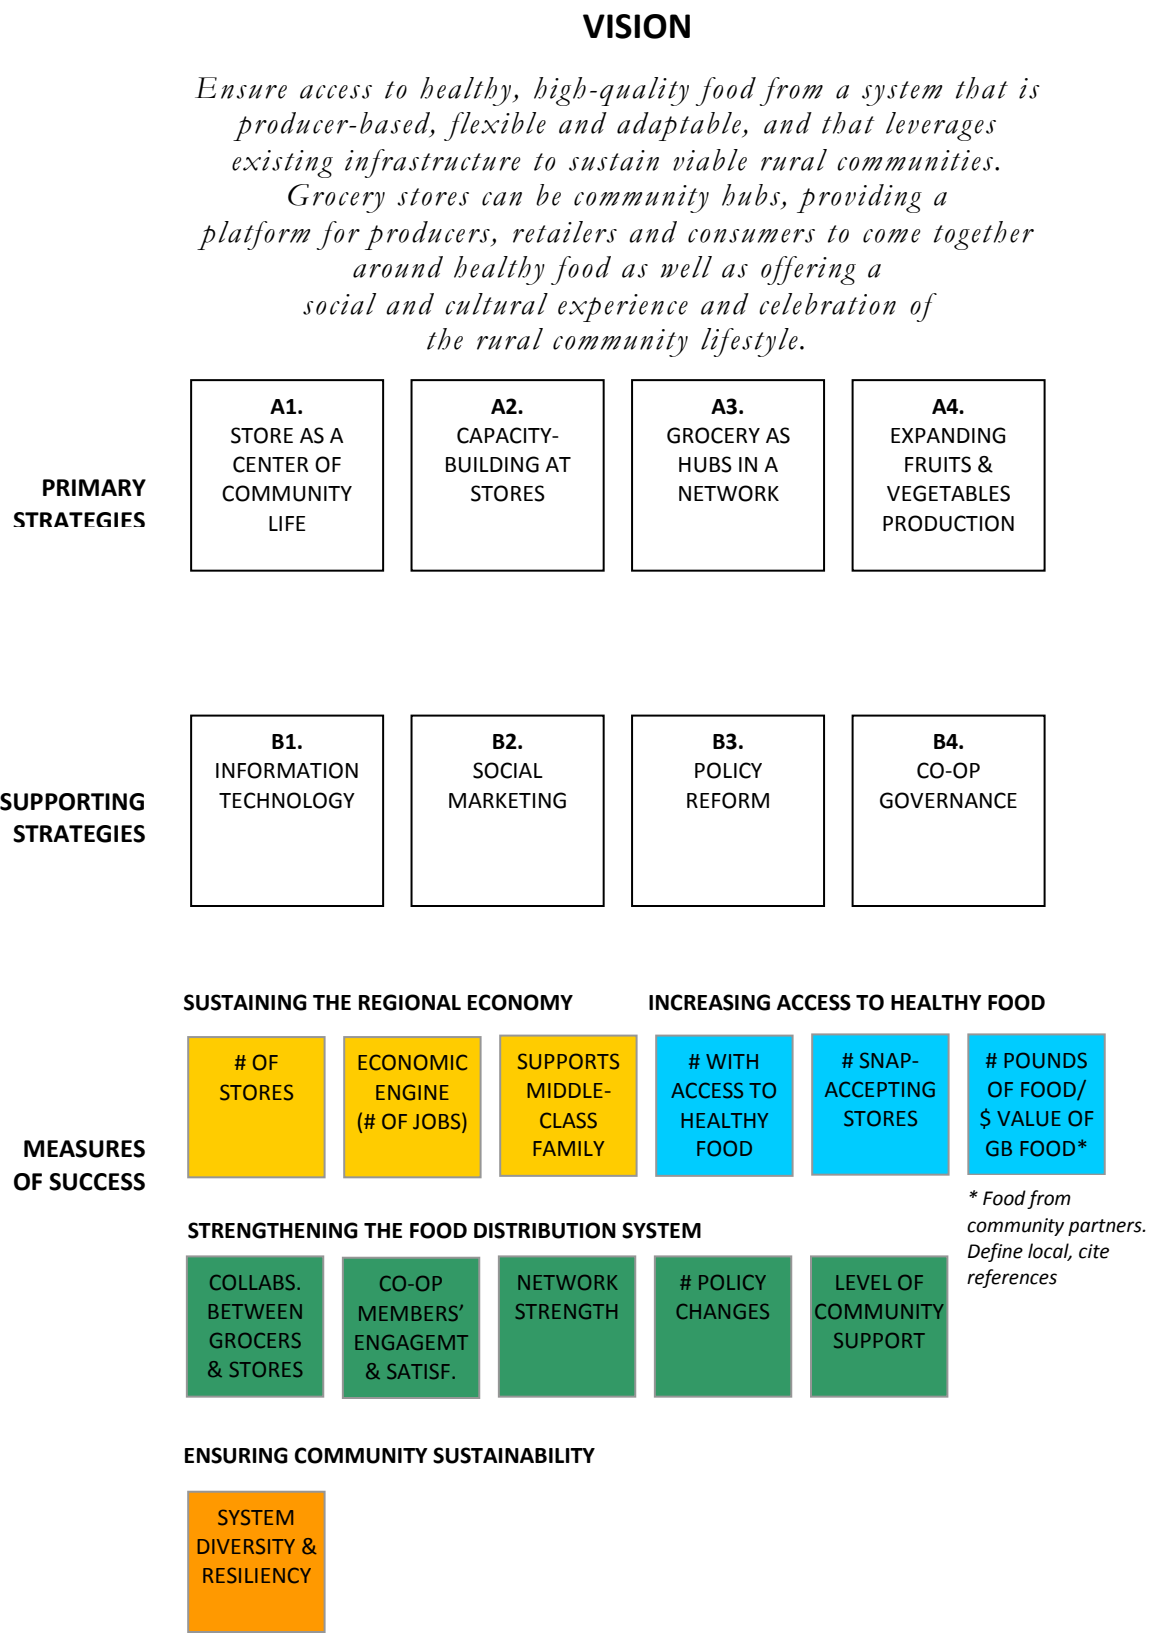 VISION
Ensure access to healthy, high-quality food from a system that is
producer-based, flexible and adaptable, and that leverages
existing infrastructure to sustain viable rural communities.
Grocery stores can be community hubs, providing a
platform for producers, retailers and consumers to come together
around healthy food as well as offering a
social and cultural experience and celebration of
the rural community lifestyle.
PRIMARY
STRATEGIES
A1.
STORE AS A
CENTER OF
COMMUNITY
LIFE
A2.
CAPACITY-
BUILDING AT
STORES
A3.
GROCERY AS
HUBS IN A
NETWORK
A4.
EXPANDING
FRUITS &
VEGETABLES
PRODUCTION
SUPPORTING
STRATEGIES
B1.
INFORMATION
TECHNOLOGY
B2.
SOCIAL
MARKETING
B3.
POLICY
REFORM
B4.
CO-OP
GOVERNANCE
MEASURES
OF SUCCESS
SUSTAINING THE REGIONAL ECONOMY
# OF
STORES
ECONOMIC
ENGINE
(# OF JOBS)
SUPPORTS
MIDDLE-
CLASS
FAMILY
INCREASING ACCESS TO HEALTHY FOOD
# WITH
ACCESS TO
HEALTHY
FOOD
# SNAP-
ACCEPTING
STORES
# POUNDS
OF FOOD/
$ VALUE OF
GB FOOD*
* Food from
community partners.
Define local, cite
references
STRENGTHENING THE FOOD DISTRIBUTION SYSTEM
COLLABS.
BETWEEN
GROCERS
& STORES
CO-OP
MEMBERS’
ENGAGEMT
& SATISF.
NETWORK
STRENGTH
# POLICY
CHANGES
LEVEL OF
COMMUNITY
SUPPORT
ENSURING COMMUNITY SUSTAINABILITY
SYSTEM
DIVERSITY &
RESILIENCY